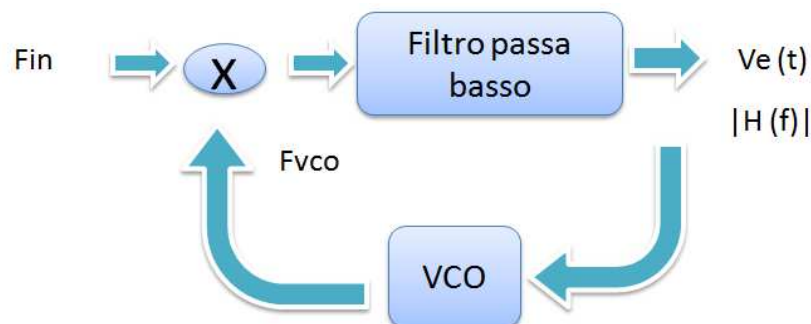 Fin
X
Filtro passa
basso
Ve (t)
|H (f)|
Fvco
VCO